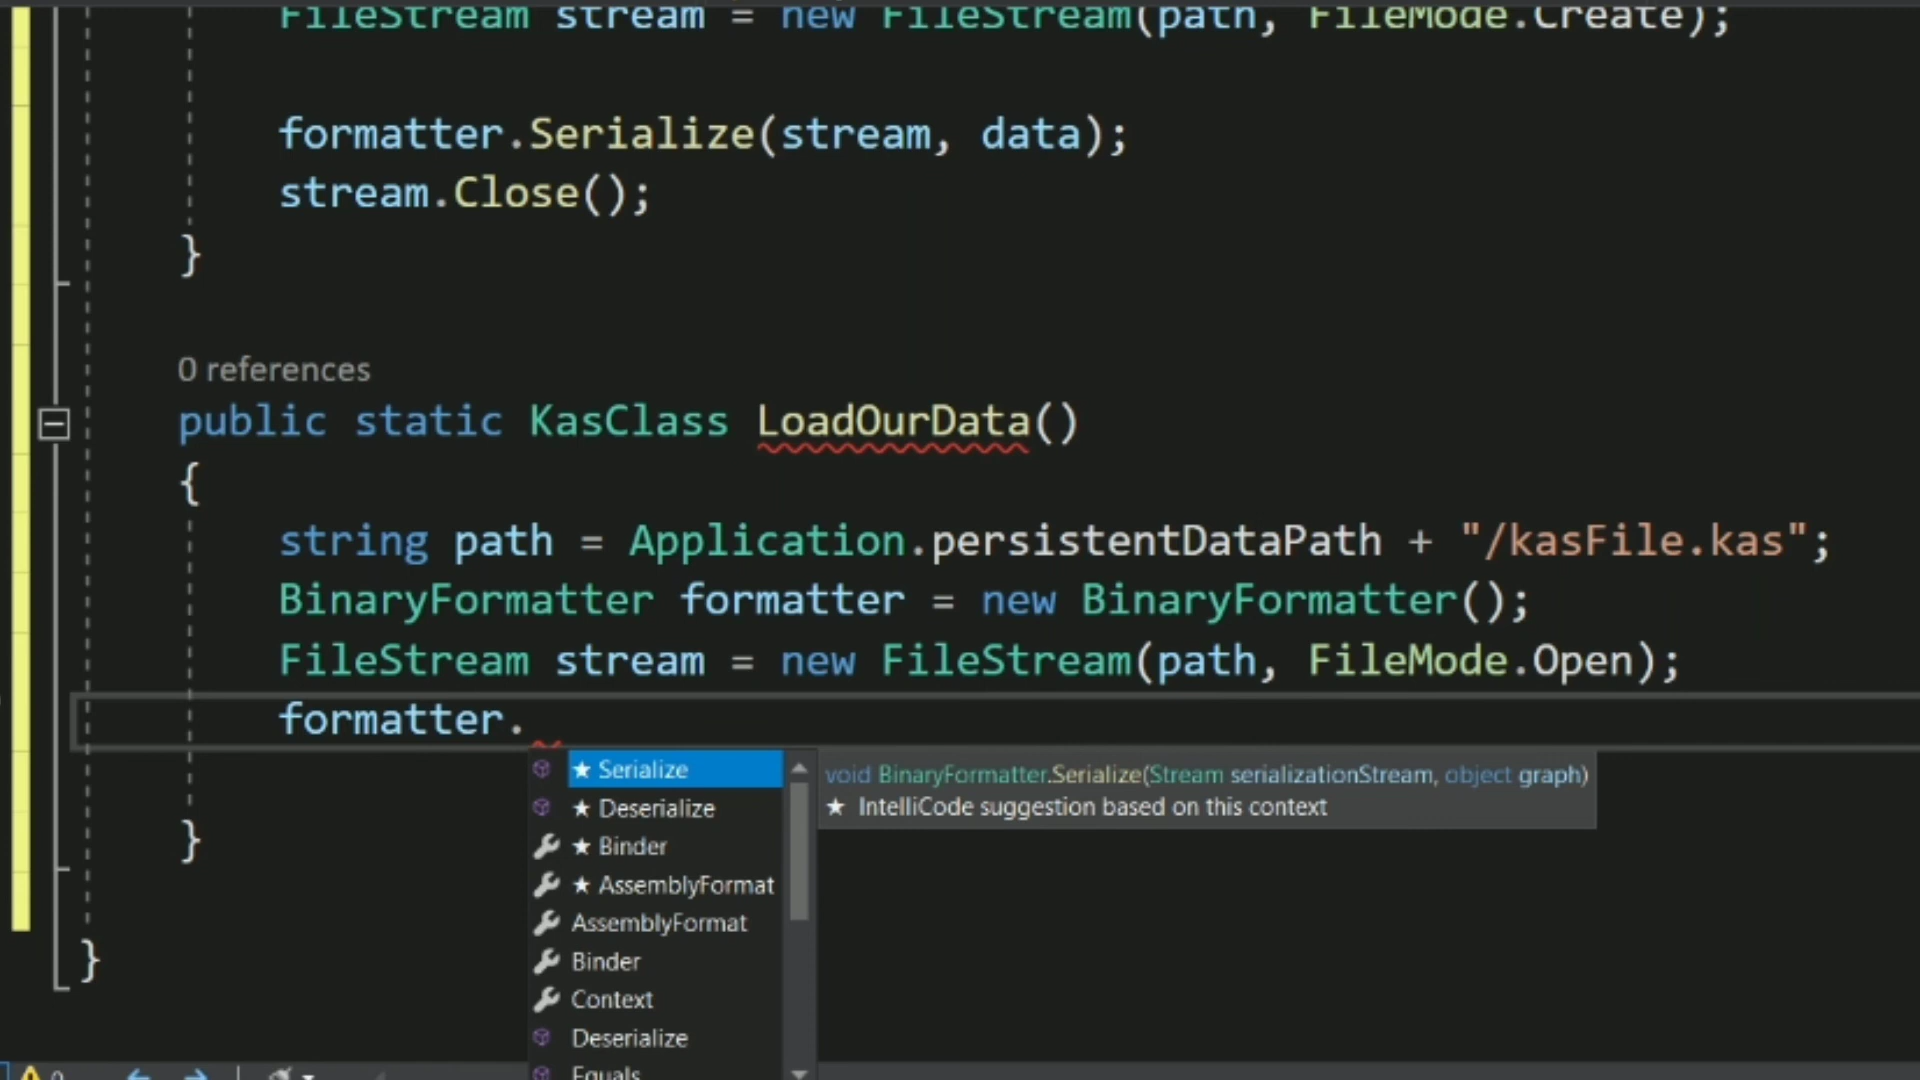 FileStream stream = new FileStream(path, FileMode.Create);
formatter.Serialize(stream, data);
stream.Close();
}
0 references
public static KasClass LoadOurData()
{
string path = Application.persistentDataPath + "/kasFile.kas";
BinaryFormatter formatter = new BinaryFormatter();
FileStream stream = new FileStream(path, FileMode.Open);
formatter.
★ Serialize
★ Deserialize
★ Binder
★ AssemblyFormat
AssemblyFormat
Binder
Context
Deserialize
Equals
void BinaryFormatter.Serialize(Stream serializationStream, object graph)
★ IntelliCode suggestion based on this context
}
}